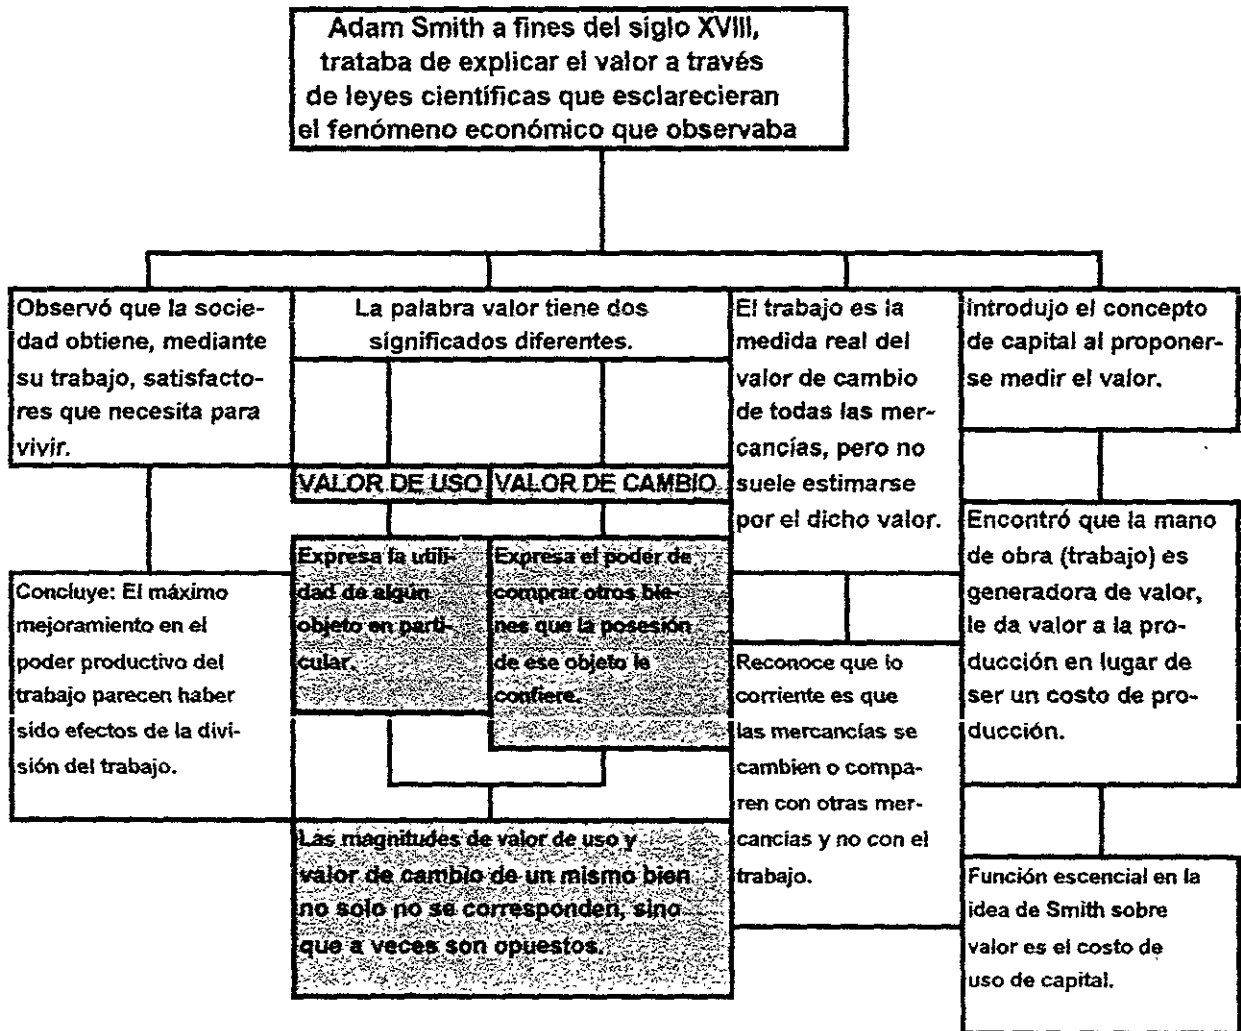 Adam Smith a fines del siglo XVIII,
trataba de explicar el valor a través
de leyes científicas que esclarecieran
el fenómeno económico que observaba
Observó que la socie-
dad obtiene, mediante
su trabajo, satisfacto-
res que necesita para
vivir.
Concluye: El máximo
mejoramiento en el
poder productivo del
trabajo parecen haber
sido efectos de la divi-
sión del trabajo.
La palabra valor tiene dos
significados diferentes.
VALOR DE USO
Expresa la utili-
dad de algún
objeto en parti-
cular.
VALOR DE CAMBIO
Expresa el poder de
comprar otros bie-
nes que la posesión
de ese objeto le
confiere.
Las magnitudes de valor de uso y
valor de cambio de un mismo bien
no solo no se corresponden, sino
que a veces son opuestos.
El trabajo es la
medida real del
valor de cambio
de todas las mer-
cancías, pero no
suele estimarse
por el dicho valor.
Reconoce que lo
corriente es que
las mercancías se
cambien o compa-
ren con otras mer-
cancías y no con el
trabajo.
Introdujo el concepto
de capital al proponer-
se medir el valor.
Encontró que la mano
de obra (trabajo) es
generadora de valor,
le da valor a la pro-
ducción en lugar de
ser un costo de pro-
ducción.
Función escencial en la
idea de Smith sobre
valor es el costo de
uso de capital.